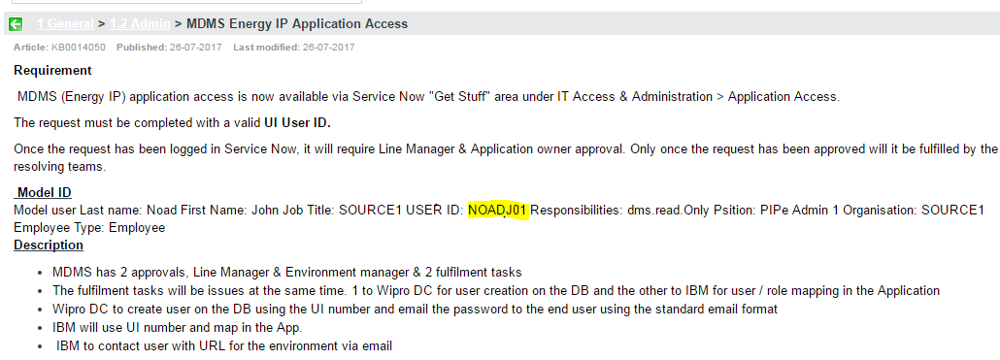 1 General > 1.2 Admin > MDMS Energy IP Application Access
Article: KB0014050 Published: 26-07-2017 Last modified: 26-07-2017
Requirement
MDMS (Energy IP) application access is now available via Service Now "Get Stuff" area under IT Access & Administration > Application Access.
The request must be completed with a valid UI User ID.
Once the request has been logged in Service Now, it will require Line Manager & Application owner approval. Only once the request has been approved will it be fulfilled by the
resolving teams.
Model ID
Model user Last name: Noad First Name: John Job Title: SOURCE1 USER ID: NOADJ01 Responsibilities: dms.read.Only Psition: PIPe Admin 1 Organisation: SOURCE1
Employee Type: Employee
Description
• MDMS has 2 approvals, Line Manager & Environment manager & 2 fulfilment tasks
• The fulfilment tasks will be issues at the same time. 1 to Wipro DC for user creation on the DB and the other to IBM for user / role mapping in the Application
• Wipro DC to create user on the DB using the UI number and email the password to the end user using the standard email format
• IBM will use UI number and map in the App.
• IBM to contact user with URL for the environment via email